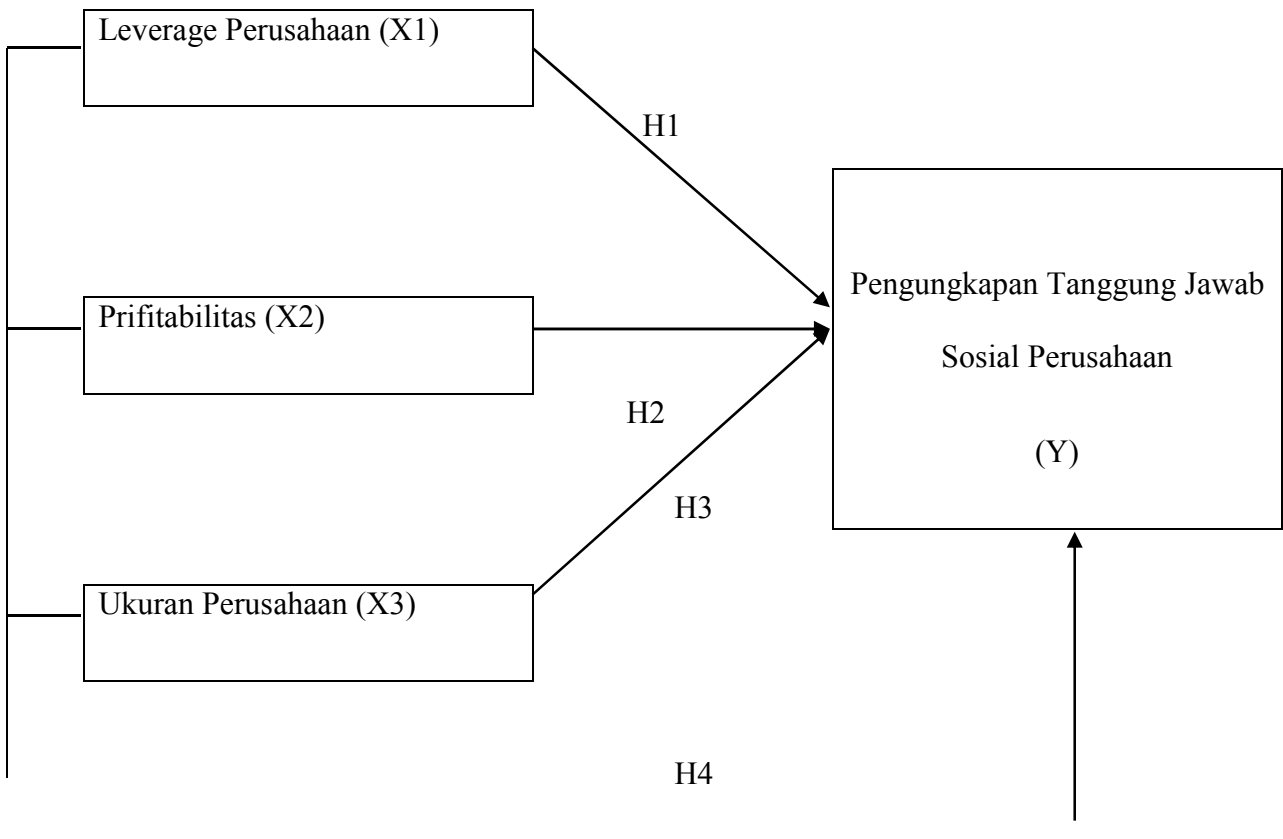 Leverage Perusahaan (X1)
H1
Pengungkapan Tanggung Jawab
Sosial Perusahaan
(Y)
Prifitabilitas (X2)
H2
H3
Ukuran Perusahaan (X3)
H4